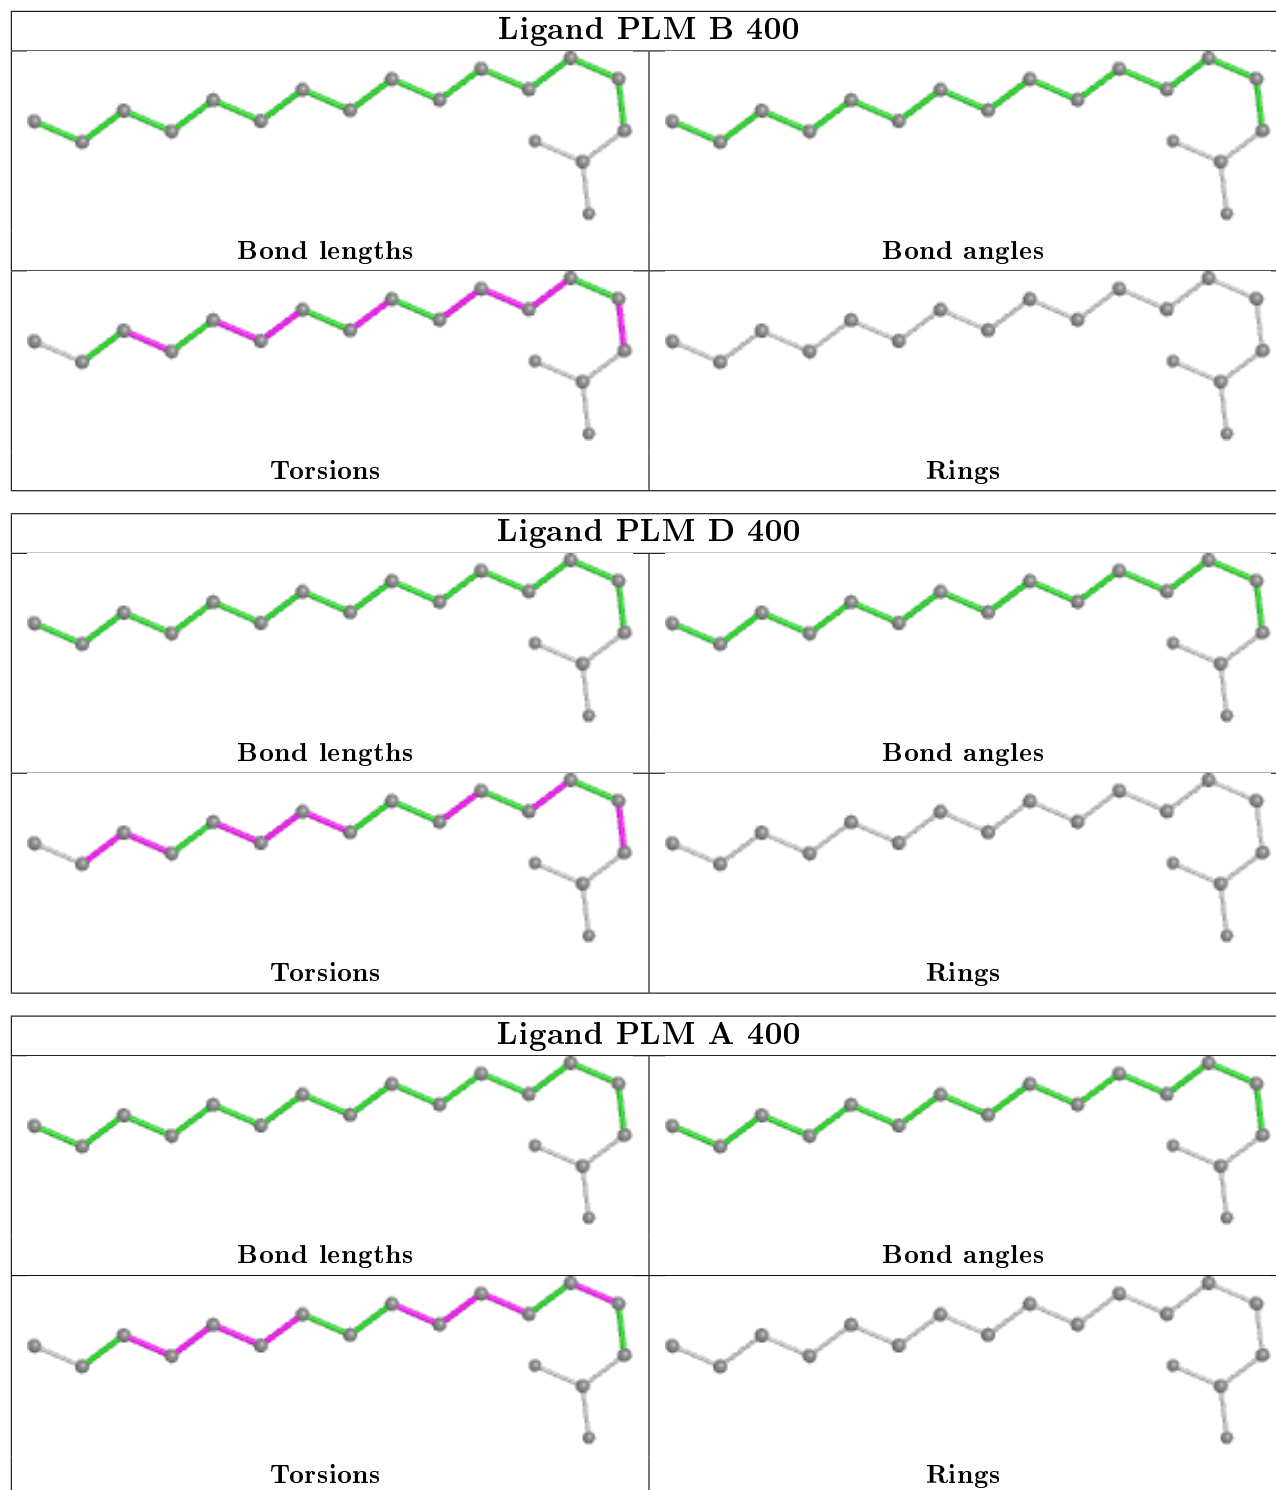 Ligand PLM B 400
Bond lengths
Bond angles
Torsions
Rings
Ligand PLM D 400
Bond lengths
Bond angles
Torsions
Rings
Ligand PLM A 400
Bond lengths
Bond angles
Torsions
Rings